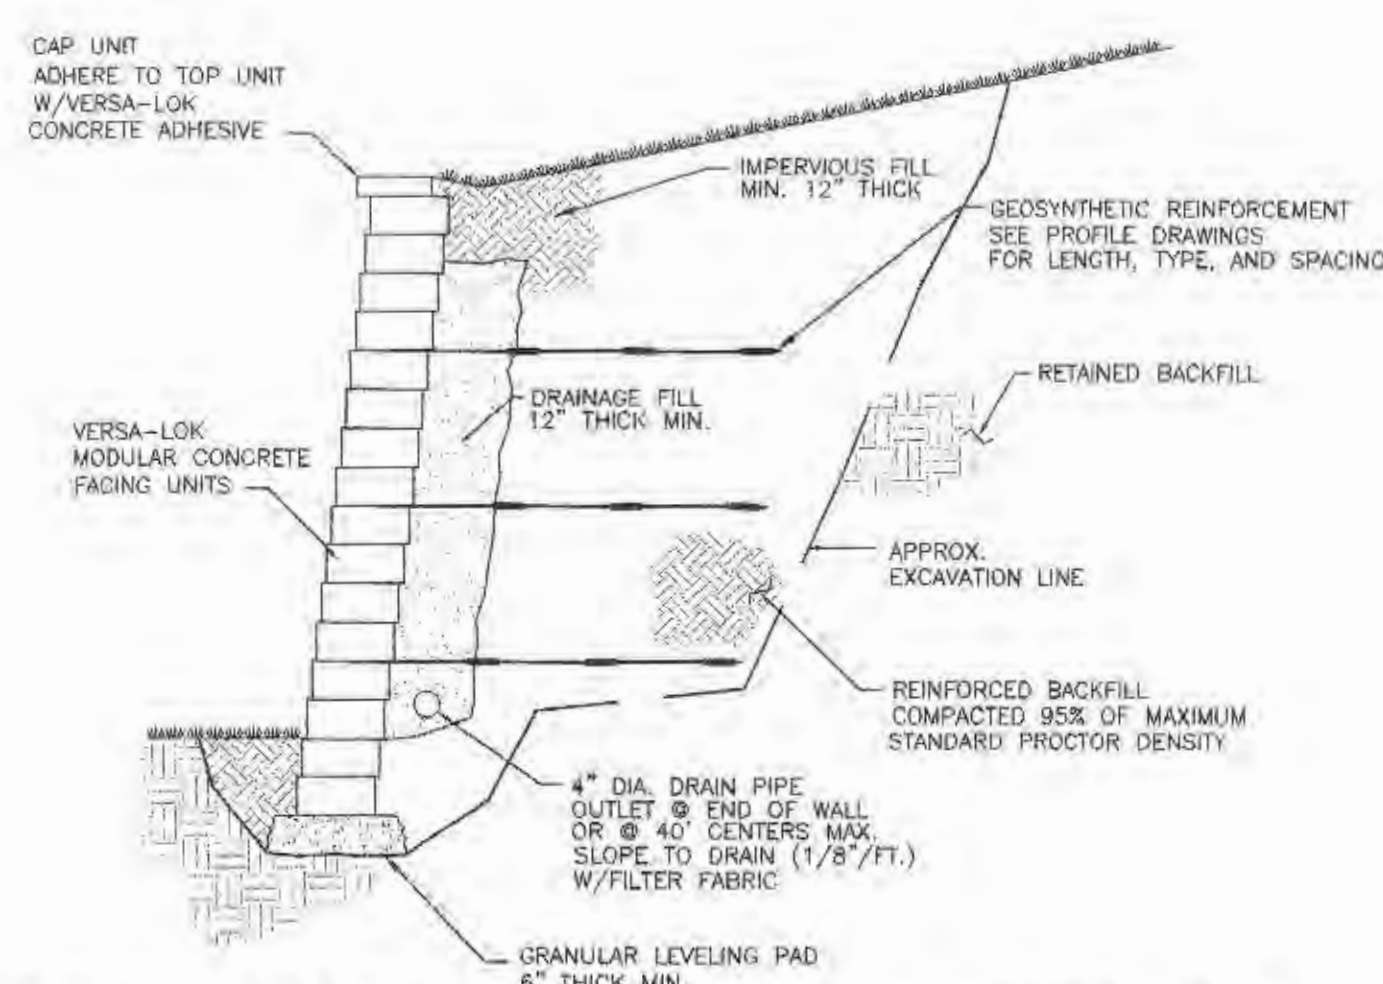 CAP UNIT
ADHERE TO TOP UNIT
W/VERSA-LOK
CONCRETE ADHESIVE
IMPERVIOUS FILL
MIN. 12" THICK
GEOSYNTHETIC REINFORCEMENT
SEE PROFILE DRAWINGS
FOR LENGTH, TYPE, AND SPACING
RETAINED BACKFILL
DRAINAGE FILL
12" THICK MIN.
VERSA-LOK
MODULAR CONCRETE
FACING UNITS
APPROX.
EXCAVATION LINE
REINFORCED BACKFILL
COMPACTED 95% OF MAXIMUM
STANDARD PROCTOR DENSITY
4" DIA. DRAIN PIPE
OUTLET @ END OF WALL
OR @ 40' CENTERS MAX.
SLOPE TO DRAIN (1/8"/FT.)
W/FILTER FABRIC
GRANULAR LEVELING PAD
6" THICK MIN.